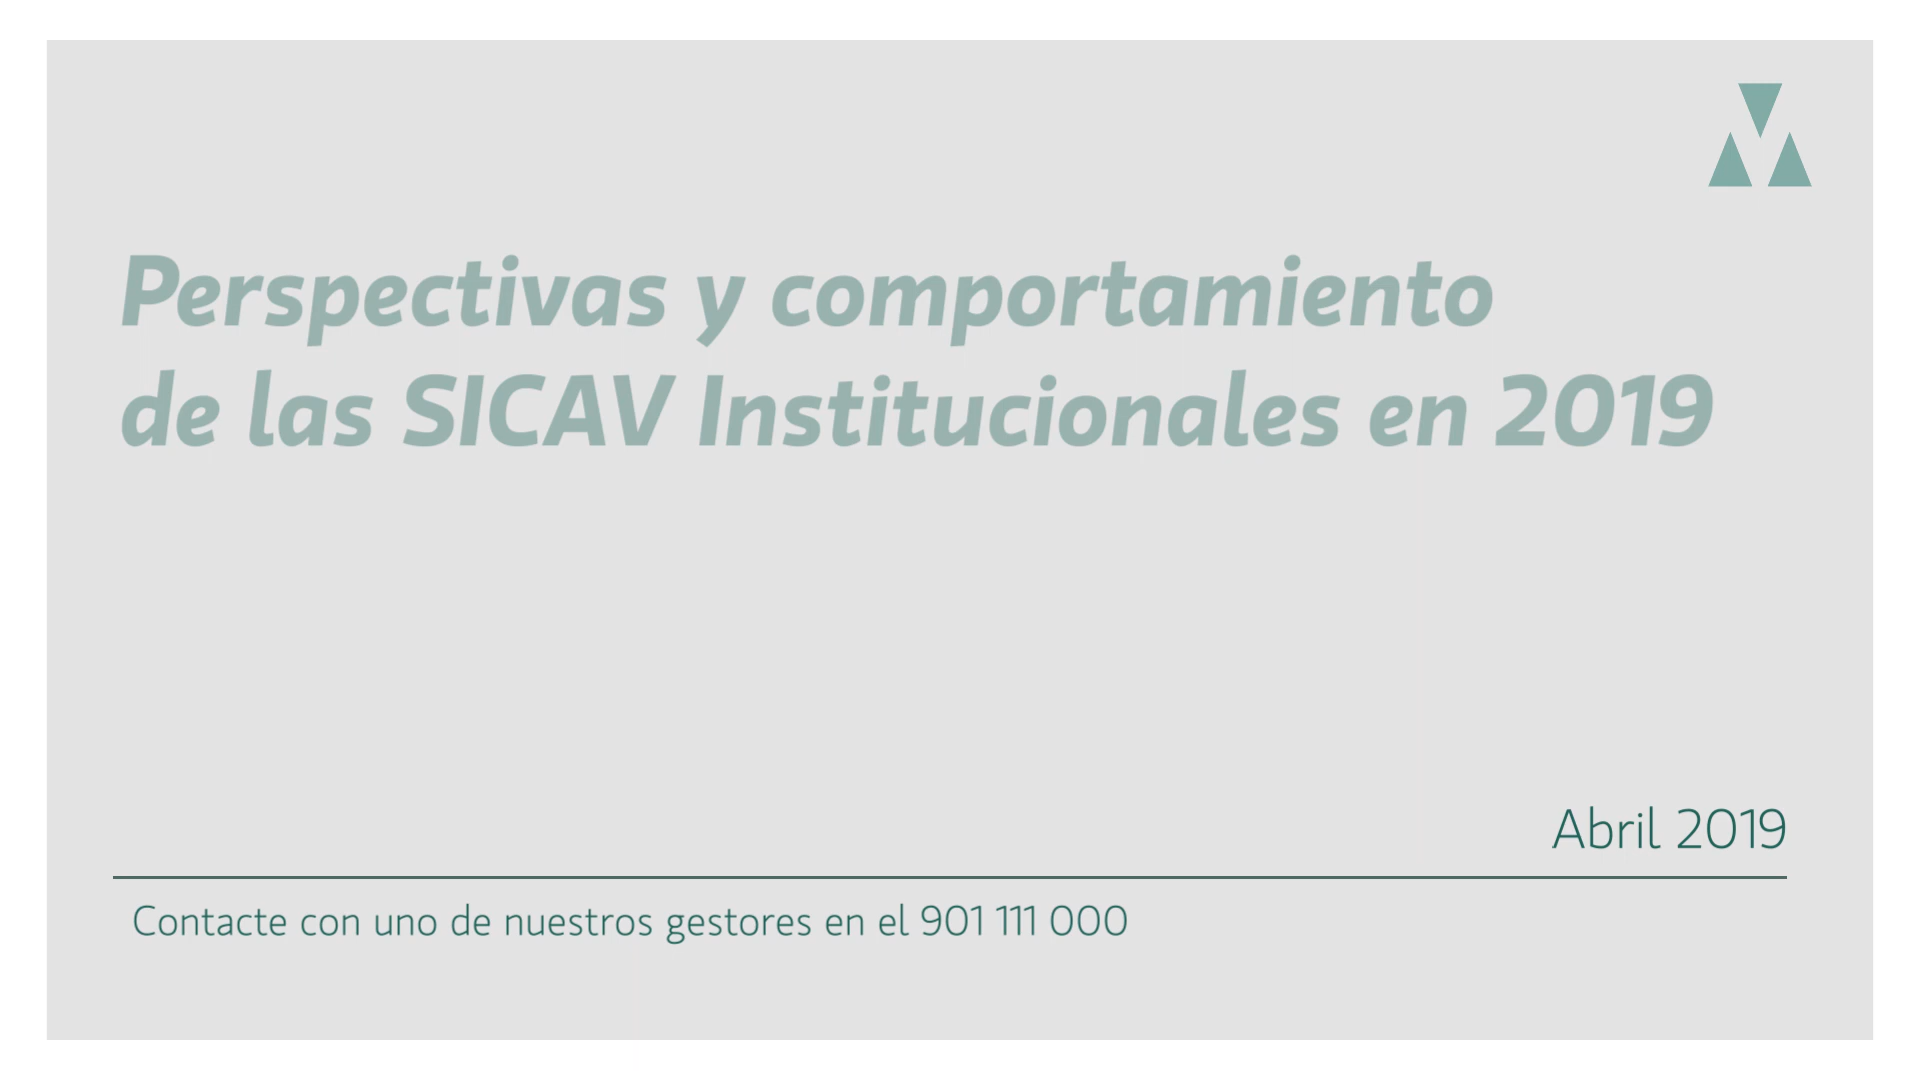 Perspectivas y comportamiento
de las SICAV Institucionales en 2019
Abril 2019
Contacte con uno de nuestros gestores en el 901 111 000